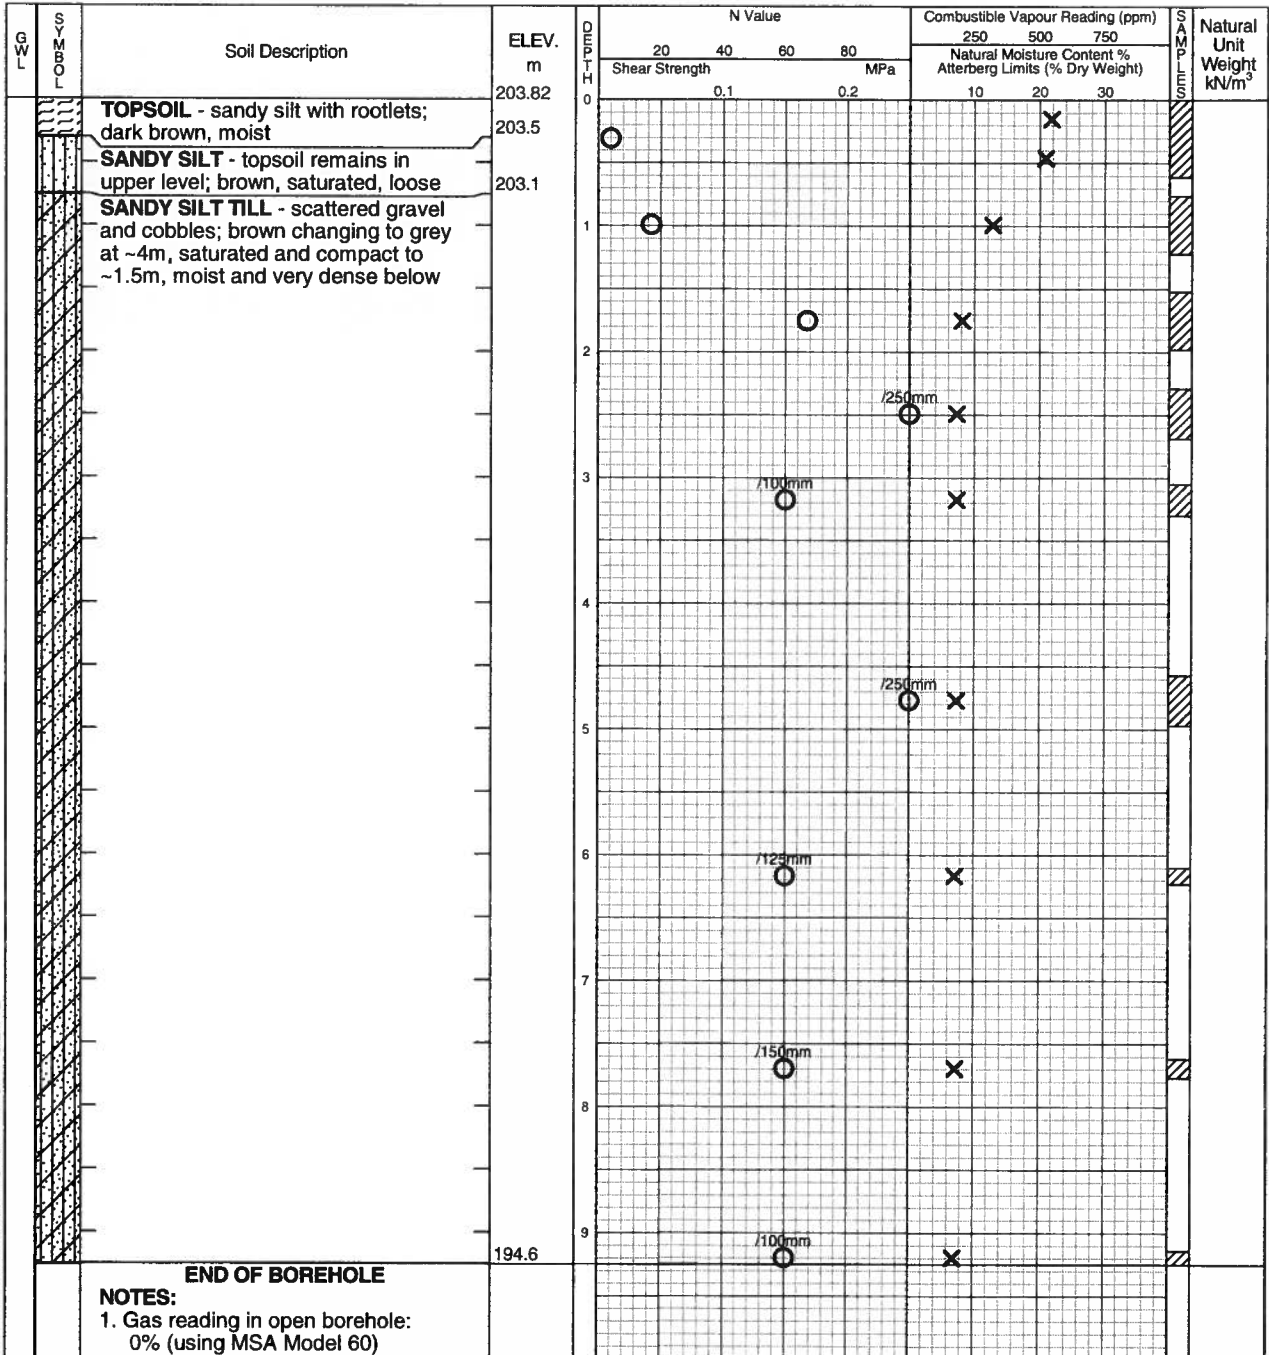 GWL
SYMBOL
Soil Description
ELEV.
m
DEPTH
N Value
20 40 60 80
Shear Strength MPa
0.1 0.2
Combustible Vapour Reading (ppm)
250 500 750
Natural Moisture Content %
Atterberg Limits (% Dry Weight)
10 20 30
SAMPLES
Natural
Unit
Weight
kN/m³
203.82
0
TOPSOIL - sandy silt with rootlets;
dark brown, moist
203.5
SANDY SILT - topsoil remains in
upper level; brown, saturated, loose
203.1
SANDY SILT TILL - scattered gravel
and cobbles; brown changing to grey
at ~4m, saturated and compact to
~1.5m, moist and very dense below
1
2
/250mm
3
/100mm
4
/250mm
5
6
/125mm
7
/150mm
8
9
/100mm
194.6
END OF BOREHOLE
NOTES:
1. Gas reading in open borehole:
0% (using MSA Model 60)